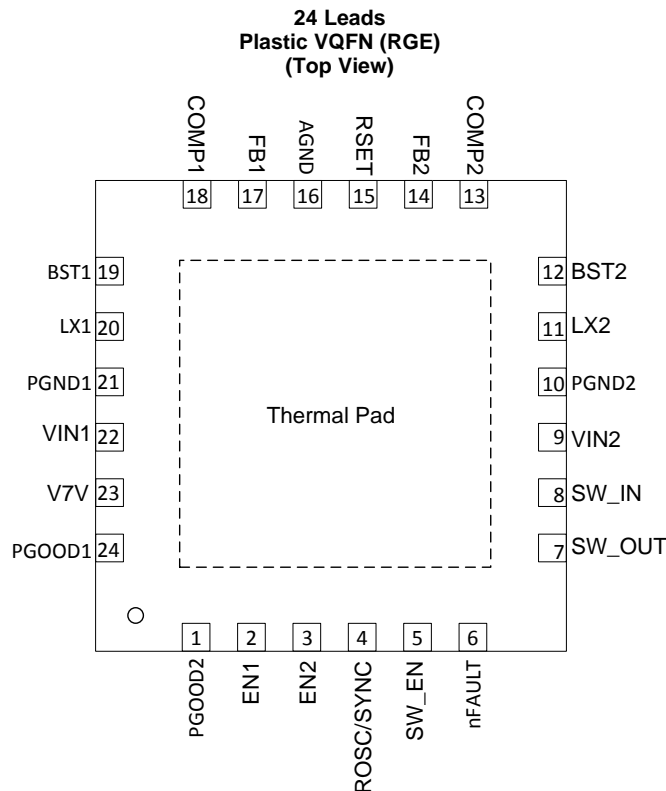 24 Leads
Plastic VQFN (RGE)
(Top View)
COMP1
FB1
AGND
RSET
FB2
COMP2
18
17
16
15
14
13
BST1 19
12 BST2
LX1 20
11 LX2
PGND1 21
10 PGND2
Thermal Pad
VIN1 22
9 VIN2
V7V 23
8 SW_IN
PGOOD1 24
7 SW_OUT
1
2
3
4
5
6
PGOOD2
EN1
EN2
ROSC/SYNC
SW_EN
nFAULT